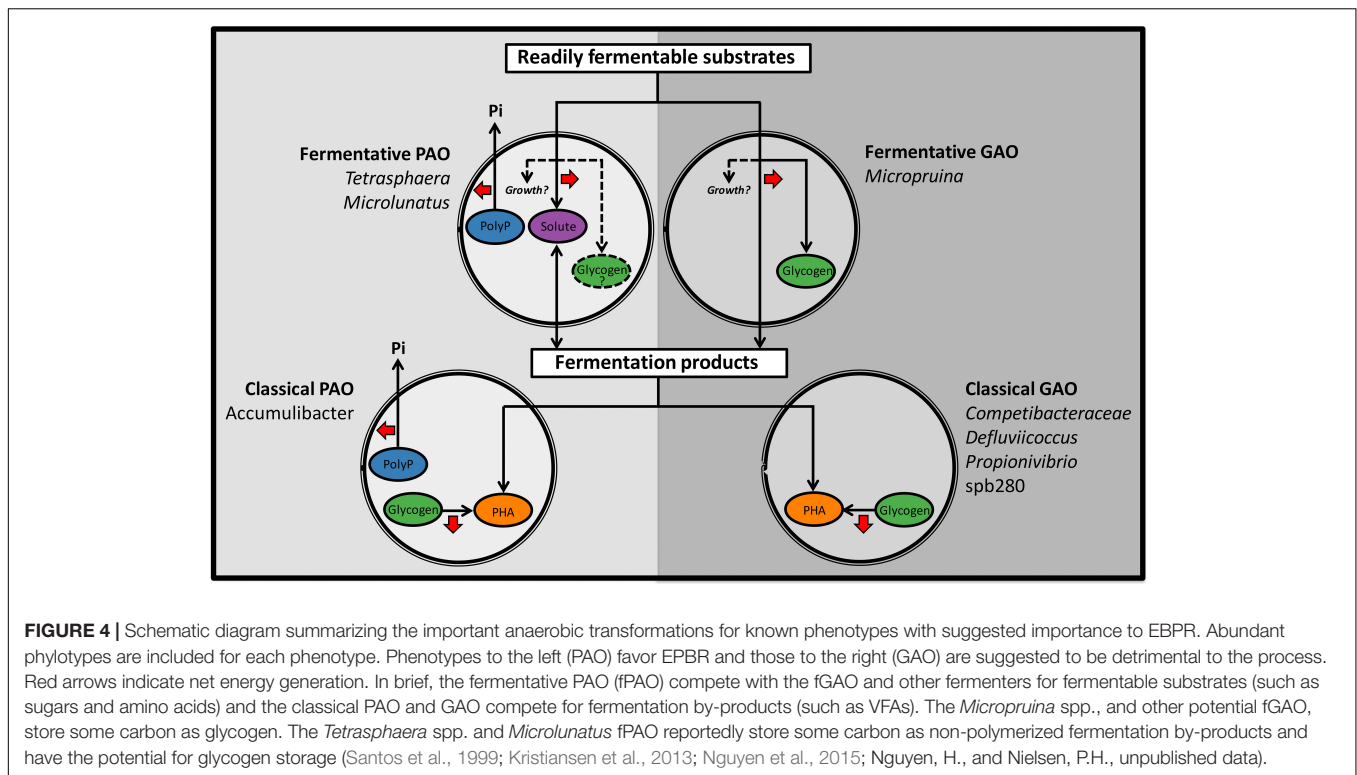 Readily fermentable substrates
Pi
Fermentative PAO
Tetrasphaera
Microlunatus
Growth?
PolyP
Solute
Glycogen
?
Fermentative GAO
Micropruina
Growth?
Glycogen
Fermentation products
Pi
Classical PAO
Accumulibacter
PolyP
Glycogen
PHA
Classical GAO
Competibacteraceae
Defluviicoccus
Propionivibrio
spb280
PHA
Glycogen
FIGURE 4 | Schematic diagram summarizing the important anaerobic transformations for known phenotypes with suggested importance to EBPR. Abundant
phylotypes are included for each phenotype. Phenotypes to the left (PAO) favor EPBR and those to the right (GAO) are suggested to be detrimental to the process.
Red arrows indicate net energy generation. In brief, the fermentative PAO (fPAO) compete with the fGAO and other fermenters for fermentable substrates (such as
sugars and amino acids) and the classical PAO and GAO compete for fermentation by-products (such as VFAs). The Micropruina spp., and other potential fGAO,
store some carbon as glycogen. The Tetrasphaera spp. and Microlunatus fPAO reportedly store some carbon as non-polymerized fermentation by-products and
have the potential for glycogen storage (Santos et al., 1999; Kristiansen et al., 2013; Nguyen et al., 2015; Nguyen, H., and Nielsen, P.H., unpublished data).